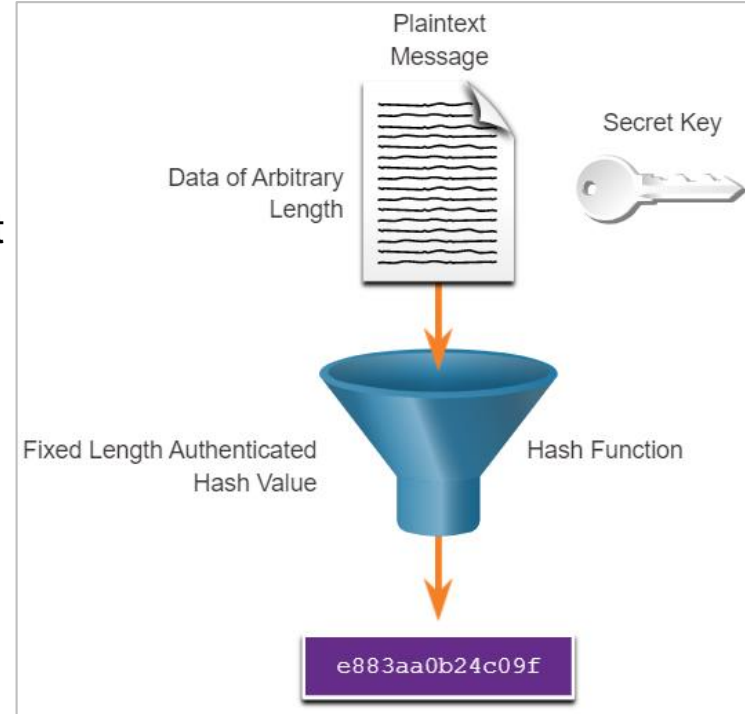 Plaintext
Message
Secret Key
Data of Arbitrary
Length
Fixed Length Authenticated
Hash Value
Hash Function
e883aa0b24c09f